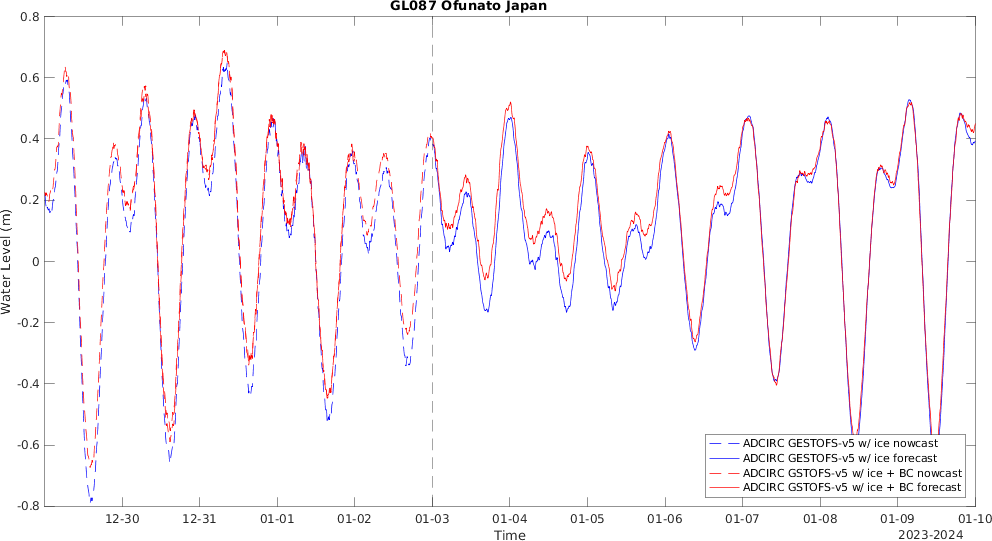 GL087 Ofunato Japan
0.8
0.6
0.4
0.2
0
-0.2
-0.4
-0.6
-0.8
Water Level (m)
ADCIRC GESTOFS-v5 w/ ice nowcast
ADCIRC GESTOFS-v5 w/ ice forecast
ADCIRC GSTOFS-v5 w/ ice + BC nowcast
ADCIRC GSTOFS-v5 w/ ice + BC forecast
12-30 12-31 01-01 01-02 01-03 01-04 01-05 01-06 01-07 01-08 01-09 01-10
Time
2023-2024